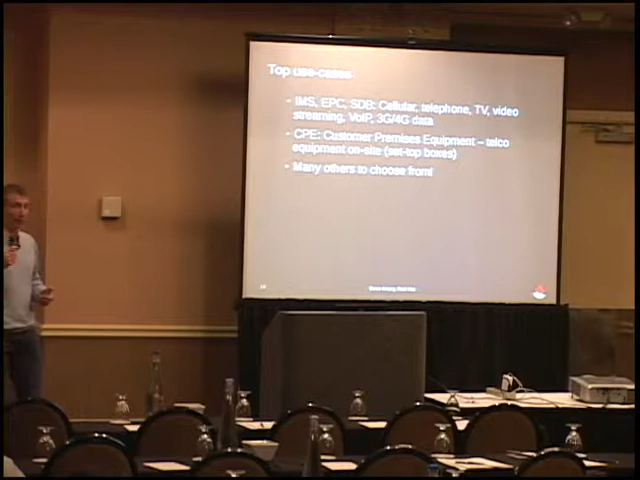 Top use-cases
- IMS, EPC, SDB: Cellular, telephone, TV, video
streaming, VoIP, 3G/4G data
- CPE: Customer Premises Equipment – telco
equipment on-site (set-top boxes)
- Many others to choose from!